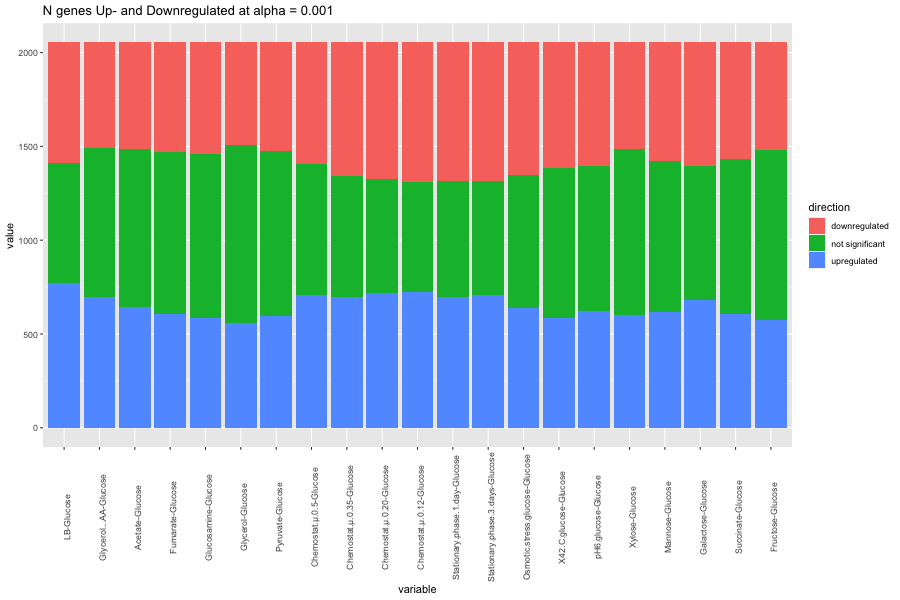 N genes Up- and Downregulated at alpha = 0.001
value
2000
1500
1000
500
0
LB-Glucose
Glycerol...AA-Glucose
Acetate-Glucose
Fumarate-Glucose
Glucosamine-Glucose
Glycerol-Glucose
Pyruvate-Glucose
Chemostat.µ.0.5-Glucose
Chemostat.µ.0.35-Glucose
Chemostat.µ.0.20-Glucose
Chemostat.µ.0.12-Glucose
Stationary.phase.1.day-Glucose
Stationary.phase.3.days-Glucose
Osmotic.stress.glucose-Glucose
X42.C.glucose-Glucose
pH6.glucose-Glucose
Xylose-Glucose
Mannose-Glucose
Galactose-Glucose
Succinate-Glucose
Fructose-Glucose
variable
direction
downregulated
not significant
upregulated